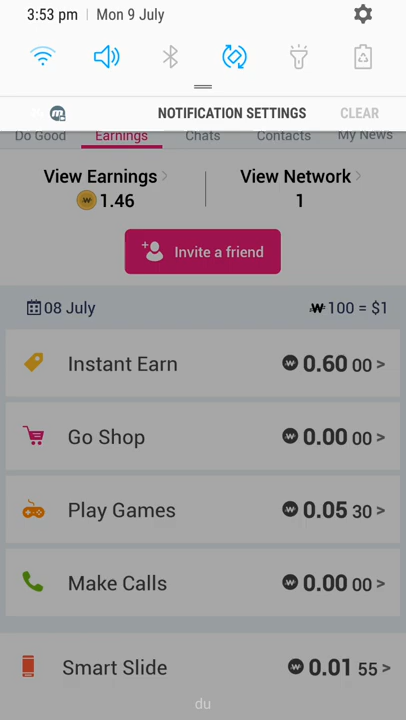 3:53 pm | Mon 9 July
NOTIFICATION SETTINGS CLEAR
Do Good Earnings Chats Contacts My News
View Earnings > View Network >
1.46 1
Invite a friend
08 July W 100 = $1
Instant Earn W 0.60 00 >
Go Shop W 0.00 00 >
Play Games W 0.05 30 >
Make Calls W 0.00 00 >
Smart Slide W 0.01 55 >
du